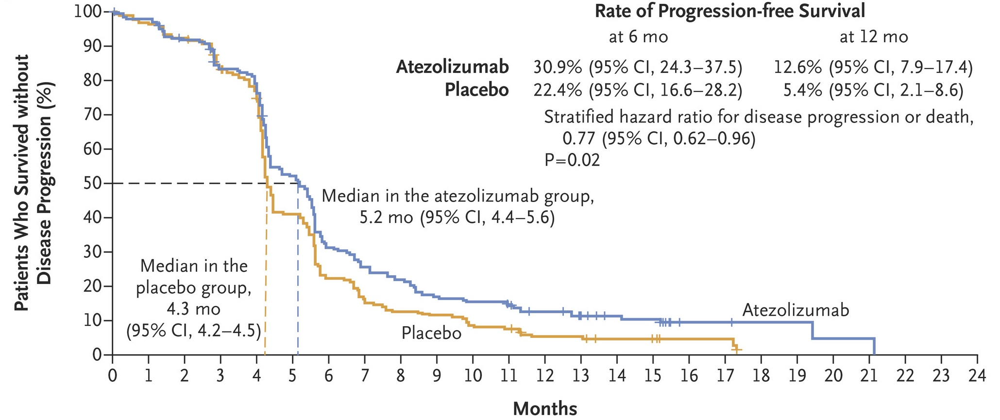 Patients Who Survived without
Disease Progression (%)
100
90
80
70
60
50
40
30
20
10
0
Rate of Progression-free Survival
at 6 mo at 12 mo
Atezolizumab 30.9% (95% CI, 24.3–37.5) 12.6% (95% CI, 7.9–17.4)
Placebo 22.4% (95% CI, 16.6–28.2) 5.4% (95% CI, 2.1–8.6)
Stratified hazard ratio for disease progression or death,
0.77 (95% CI, 0.62–0.96)
P=0.02
Median in the atezolizumab group,
5.2 mo (95% CI, 4.4–5.6)
Median in the
placebo group,
4.3 mo
(95% CI, 4.2–4.5)
Atezolizumab
Placebo
0 1 2 3 4 5 6 7 8 9 10 11 12 13 14 15 16 17 18 19 20 21 22 23 24
Months